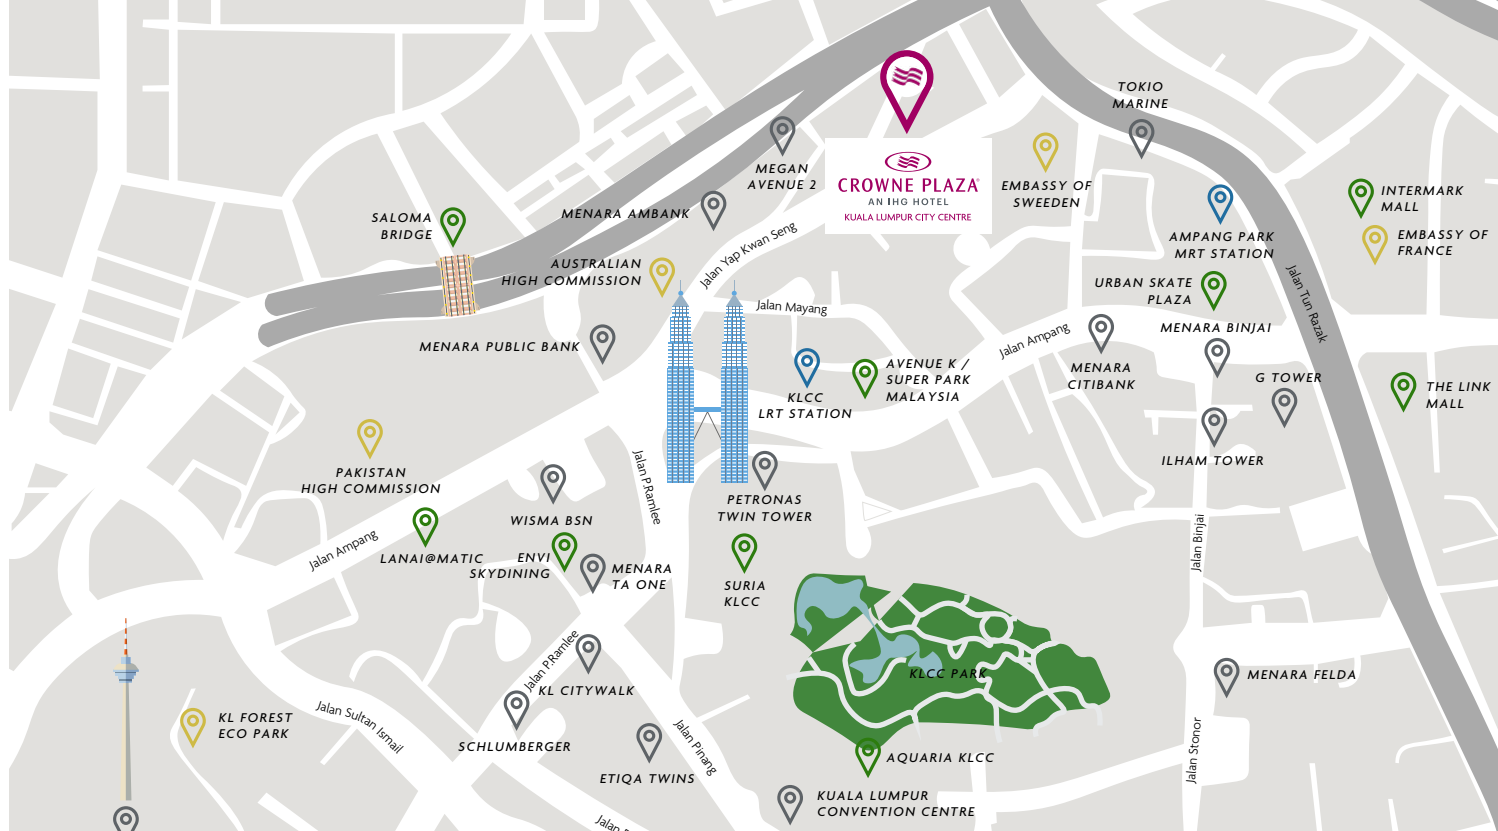 TOKIO
MARINE
MEGAN
AVENUE 2
CROWNE PLAZA
AN IHG HOTEL
KUALA LUMPUR CITY CENTRE
EMBASSY OF
SWEEDEN
INTERMARK
MALL
SALOMA
BRIDGE
MENARA AMBANK
AMPANG PARK
MRT STATION
EMBASSY OF
FRANCE
Jalan Yap Kwan Seng
AUSTRALIAN
HIGH COMMISSION
URBAN SKATE
PLAZA
Jalan Tun Razak
Jalan Mayang
MENARA PUBLIC BANK
Jalan Ampang
MENARA BINJAI
MENARA
CITIBANK
G TOWER
AVENUE K /
SUPER PARK
MALAYSIA
KLCC
LRT STATION
THE LINK
MALL
ILHAM TOWER
PAKISTAN
HIGH COMMISSION
Jalan P.Ramlee
PETRONAS
TWIN TOWER
WISMA BSN
Jalan Ampang
LANAI@MATIC
ENVI
SKYDINING
MENARA
TA ONE
SURIA
KLCC
Jalan Binjai
Jalan P.Ramlee
KL CITYWALK
KLCC PARK
MENARA FELDA
KL FOREST
ECO PARK
Jalan Sultan Ismail
SCHLUMBERGER
Jalan Pinang
ETIQA TWINS
AQUARIA KLCC
Jalan Stonor
KUALA LUMPUR
CONVENTION CENTRE
Jalan